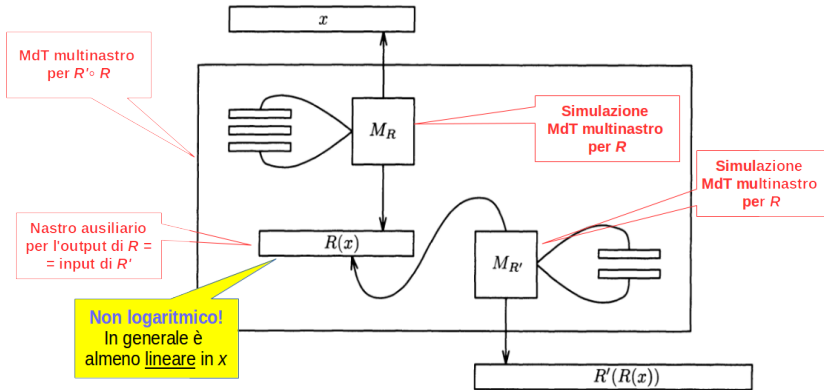 x
MdT multinastro
per R'∘ R
M_R
Simulazione
MdT multinastro
per R
Simulazione
MdT multinastro
per R
Nastro ausiliario
per l'output di R =
= input di R'
R(x)
M_{R'}
Non logaritmico!
In generale è
almeno lineare in x
R'(R(x))